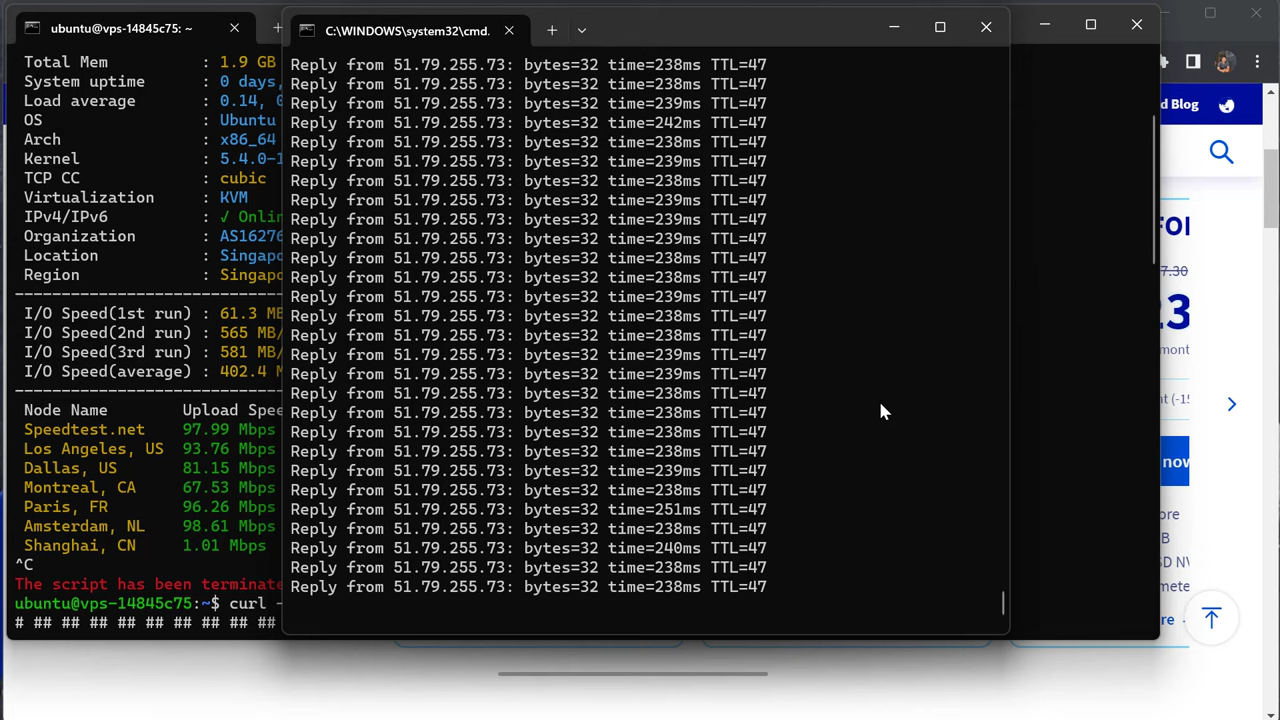 ubuntu@vps-14845c75: ~
Total Mem : 1.9 GB
System uptime : 0 days,
Load average : 0.14,
OS : Ubuntu
Arch : x86_64
Kernel : 5.4.0-1
TCP CC : cubic
Virtualization : KVM
IPv4/IPv6 : ✓ Onlin
Organization : AS16276
Location : Singapo
Region : Singapo
----------------------------------------------------------------------
I/O Speed(1st run) : 61.3 MB
I/O Speed(2nd run) : 565 MB/
I/O Speed(3rd run) : 581 MB/
I/O Speed(average) : 402.4 M
----------------------------------------------------------------------
Node Name Upload Spe
Speedtest.net 97.99 Mbps
Los Angeles, US 93.76 Mbps
Dallas, US 81.15 Mbps
Montreal, CA 67.53 Mbps
Paris, FR 96.26 Mbps
Amsterdam, NL 98.61 Mbps
Shanghai, CN 1.01 Mbps
^C
The script has been terminate
ubuntu@vps-14845c75:~$ curl -
# ## ## ## ## ## ## ## ## ##
C:\WINDOWS\system32\cmd.
Reply from 51.79.255.73: bytes=32 time=238ms TTL=47
Reply from 51.79.255.73: bytes=32 time=238ms TTL=47
Reply from 51.79.255.73: bytes=32 time=239ms TTL=47
Reply from 51.79.255.73: bytes=32 time=242ms TTL=47
Reply from 51.79.255.73: bytes=32 time=238ms TTL=47
Reply from 51.79.255.73: bytes=32 time=239ms TTL=47
Reply from 51.79.255.73: bytes=32 time=238ms TTL=47
Reply from 51.79.255.73: bytes=32 time=239ms TTL=47
Reply from 51.79.255.73: bytes=32 time=239ms TTL=47
Reply from 51.79.255.73: bytes=32 time=239ms TTL=47
Reply from 51.79.255.73: bytes=32 time=238ms TTL=47
Reply from 51.79.255.73: bytes=32 time=238ms TTL=47
Reply from 51.79.255.73: bytes=32 time=239ms TTL=47
Reply from 51.79.255.73: bytes=32 time=238ms TTL=47
Reply from 51.79.255.73: bytes=32 time=238ms TTL=47
Reply from 51.79.255.73: bytes=32 time=239ms TTL=47
Reply from 51.79.255.73: bytes=32 time=239ms TTL=47
Reply from 51.79.255.73: bytes=32 time=238ms TTL=47
Reply from 51.79.255.73: bytes=32 time=238ms TTL=47
Reply from 51.79.255.73: bytes=32 time=238ms TTL=47
Reply from 51.79.255.73: bytes=32 time=238ms TTL=47
Reply from 51.79.255.73: bytes=32 time=239ms TTL=47
Reply from 51.79.255.73: bytes=32 time=238ms TTL=47
Reply from 51.79.255.73: bytes=32 time=251ms TTL=47
Reply from 51.79.255.73: bytes=32 time=238ms TTL=47
Reply from 51.79.255.73: bytes=32 time=240ms TTL=47
Reply from 51.79.255.73: bytes=32 time=238ms TTL=47
Reply from 51.79.255.73: bytes=32 time=238ms TTL=47
d Blog
FO
7.30
23
mont
nt (-15
now
ore
B
SD NV
mete
re